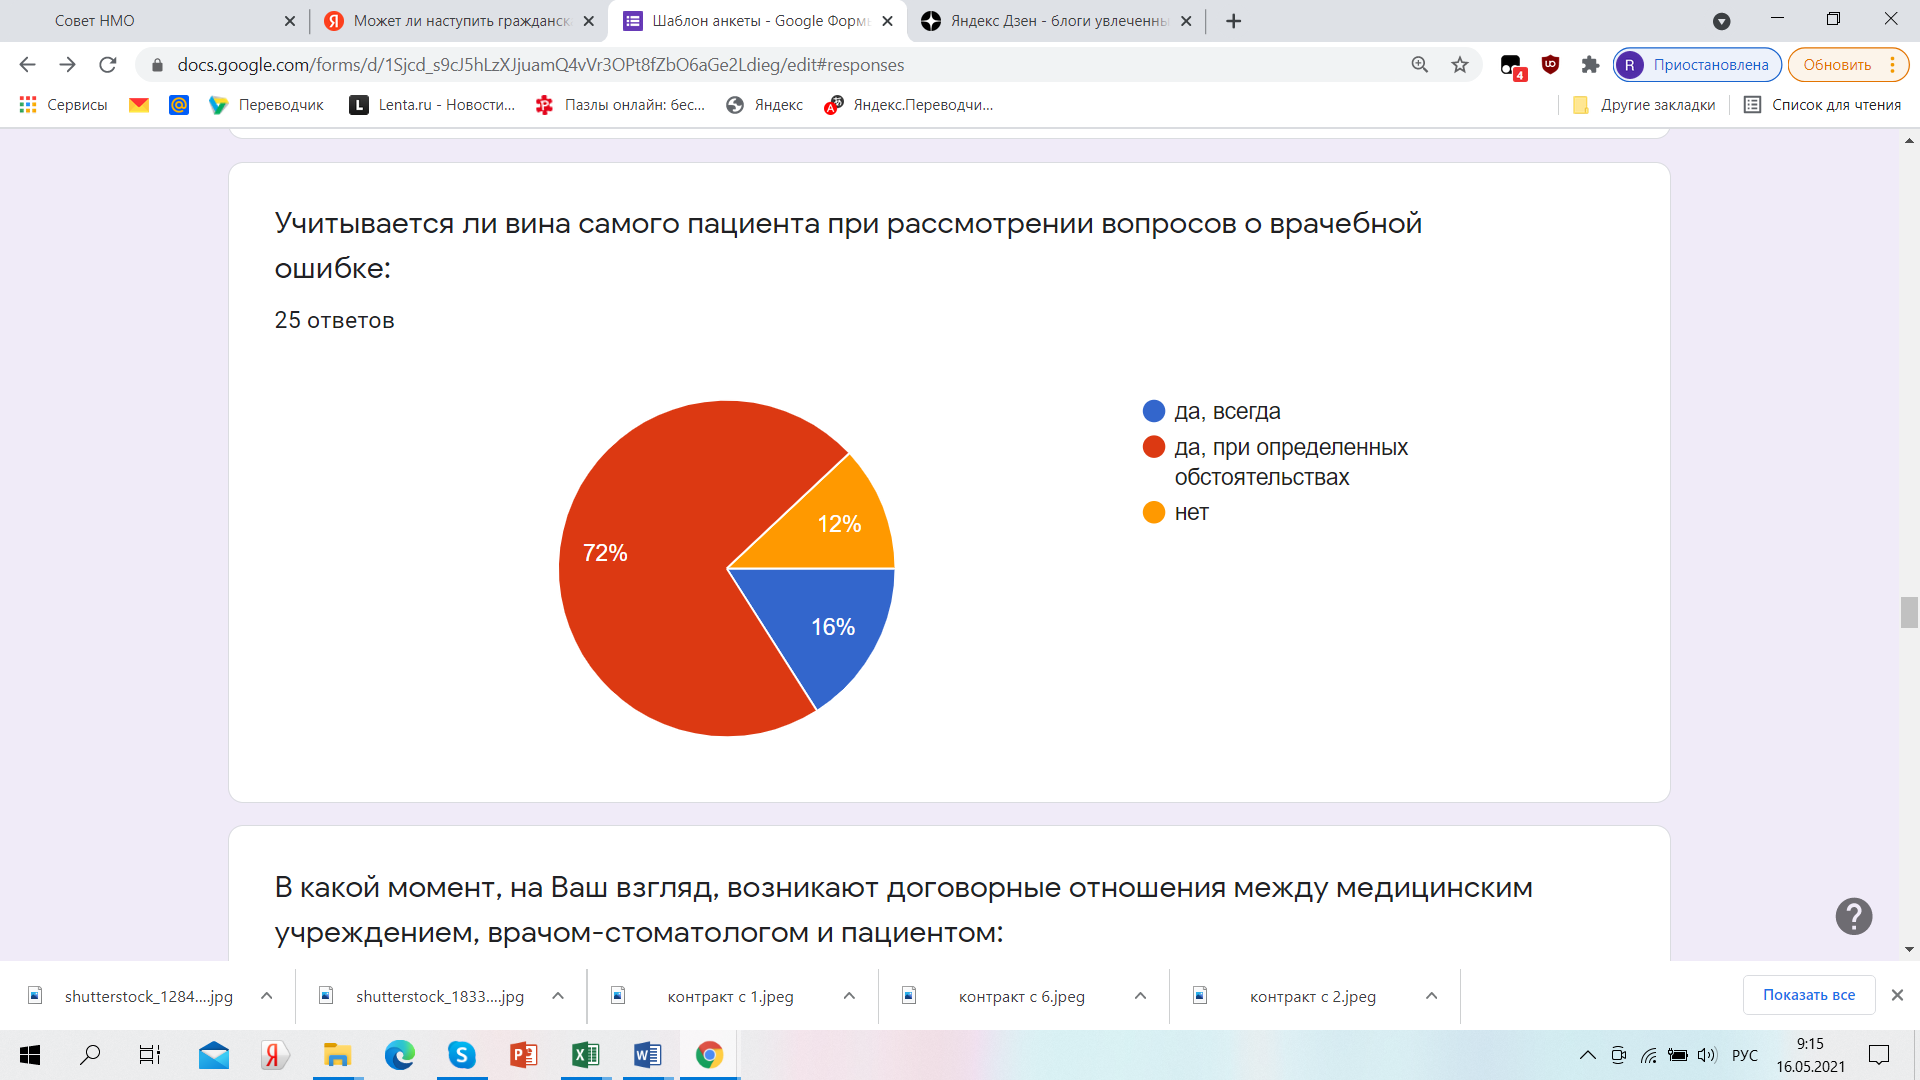 Совет НМО
Может ли наступить гражданск
Шаблон анкеты - Google Форм
Яндекс Дзен - блоги увлеченны
docs.google.com/forms/d/1Sjcd_s9cJ5hLzXJjuamQ4vVr3OPt8fZbO6aGe2Ldieg/edit#responses
4
R Приостановлена
Обновить
Сервисы
Переводчик
L Lenta.ru - Новости...
Пазлы онлайн: бес...
Яндекс
Яндекс.Переводчи...
Другие закладки
Список для чтения
Учитывается ли вина самого пациента при рассмотрении вопросов о врачебной
ошибке:
25 ответов
да, всегда
да, при определенных
обстоятельствах
нет
12%
72%
16%
В какой момент, на Ваш взгляд, возникают договорные отношения между медицинским
учреждением, врачом-стоматологом и пациентом:
shutterstock_1284....jpg
shutterstock_1833....jpg
контракт с 1.jpeg
контракт с 6.jpeg
контракт с 2.jpeg
Показать все
РУС
9:15
16.05.2021